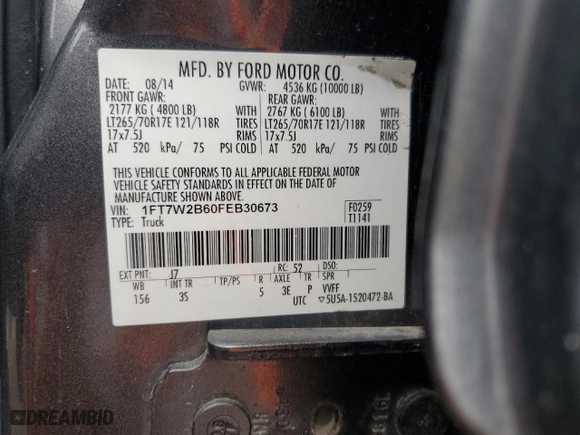 MFD. BY FORD MOTOR CO.
DATE: 08/14 GVWR: 4536 KG (10000 LB)
FRONT GAWR: REAR GAWR:
2177 KG ( 4800 LB) 2767 KG ( 6100 LB)
LT265/70R17E 121/118R TIRES LT265/70R17E 121/118R TIRES
17x7.5J RIMS 17x7.5J RIMS
AT 520 kPa/ 75 PSI COLD AT 520 kPa/ 75 PSI COLD
THIS VEHICLE CONFORMS TO ALL APPLICABLE FEDERAL MOTOR
VEHICLE SAFETY STANDARDS IN EFFECT ON THE DATE OF
MANUFACTURE SHOWN ABOVE.
VIN: 1FT7W2B60FEB30673 F0259
TYPE: Truck T1141
EXT PNT: J7 RC: 52 DSO:
WB INT TR TP/PS R AXLE TR SPR
156 3S 5 3E P VVFF
UTC ▽5U5A-1520472-BA
DREAMBID